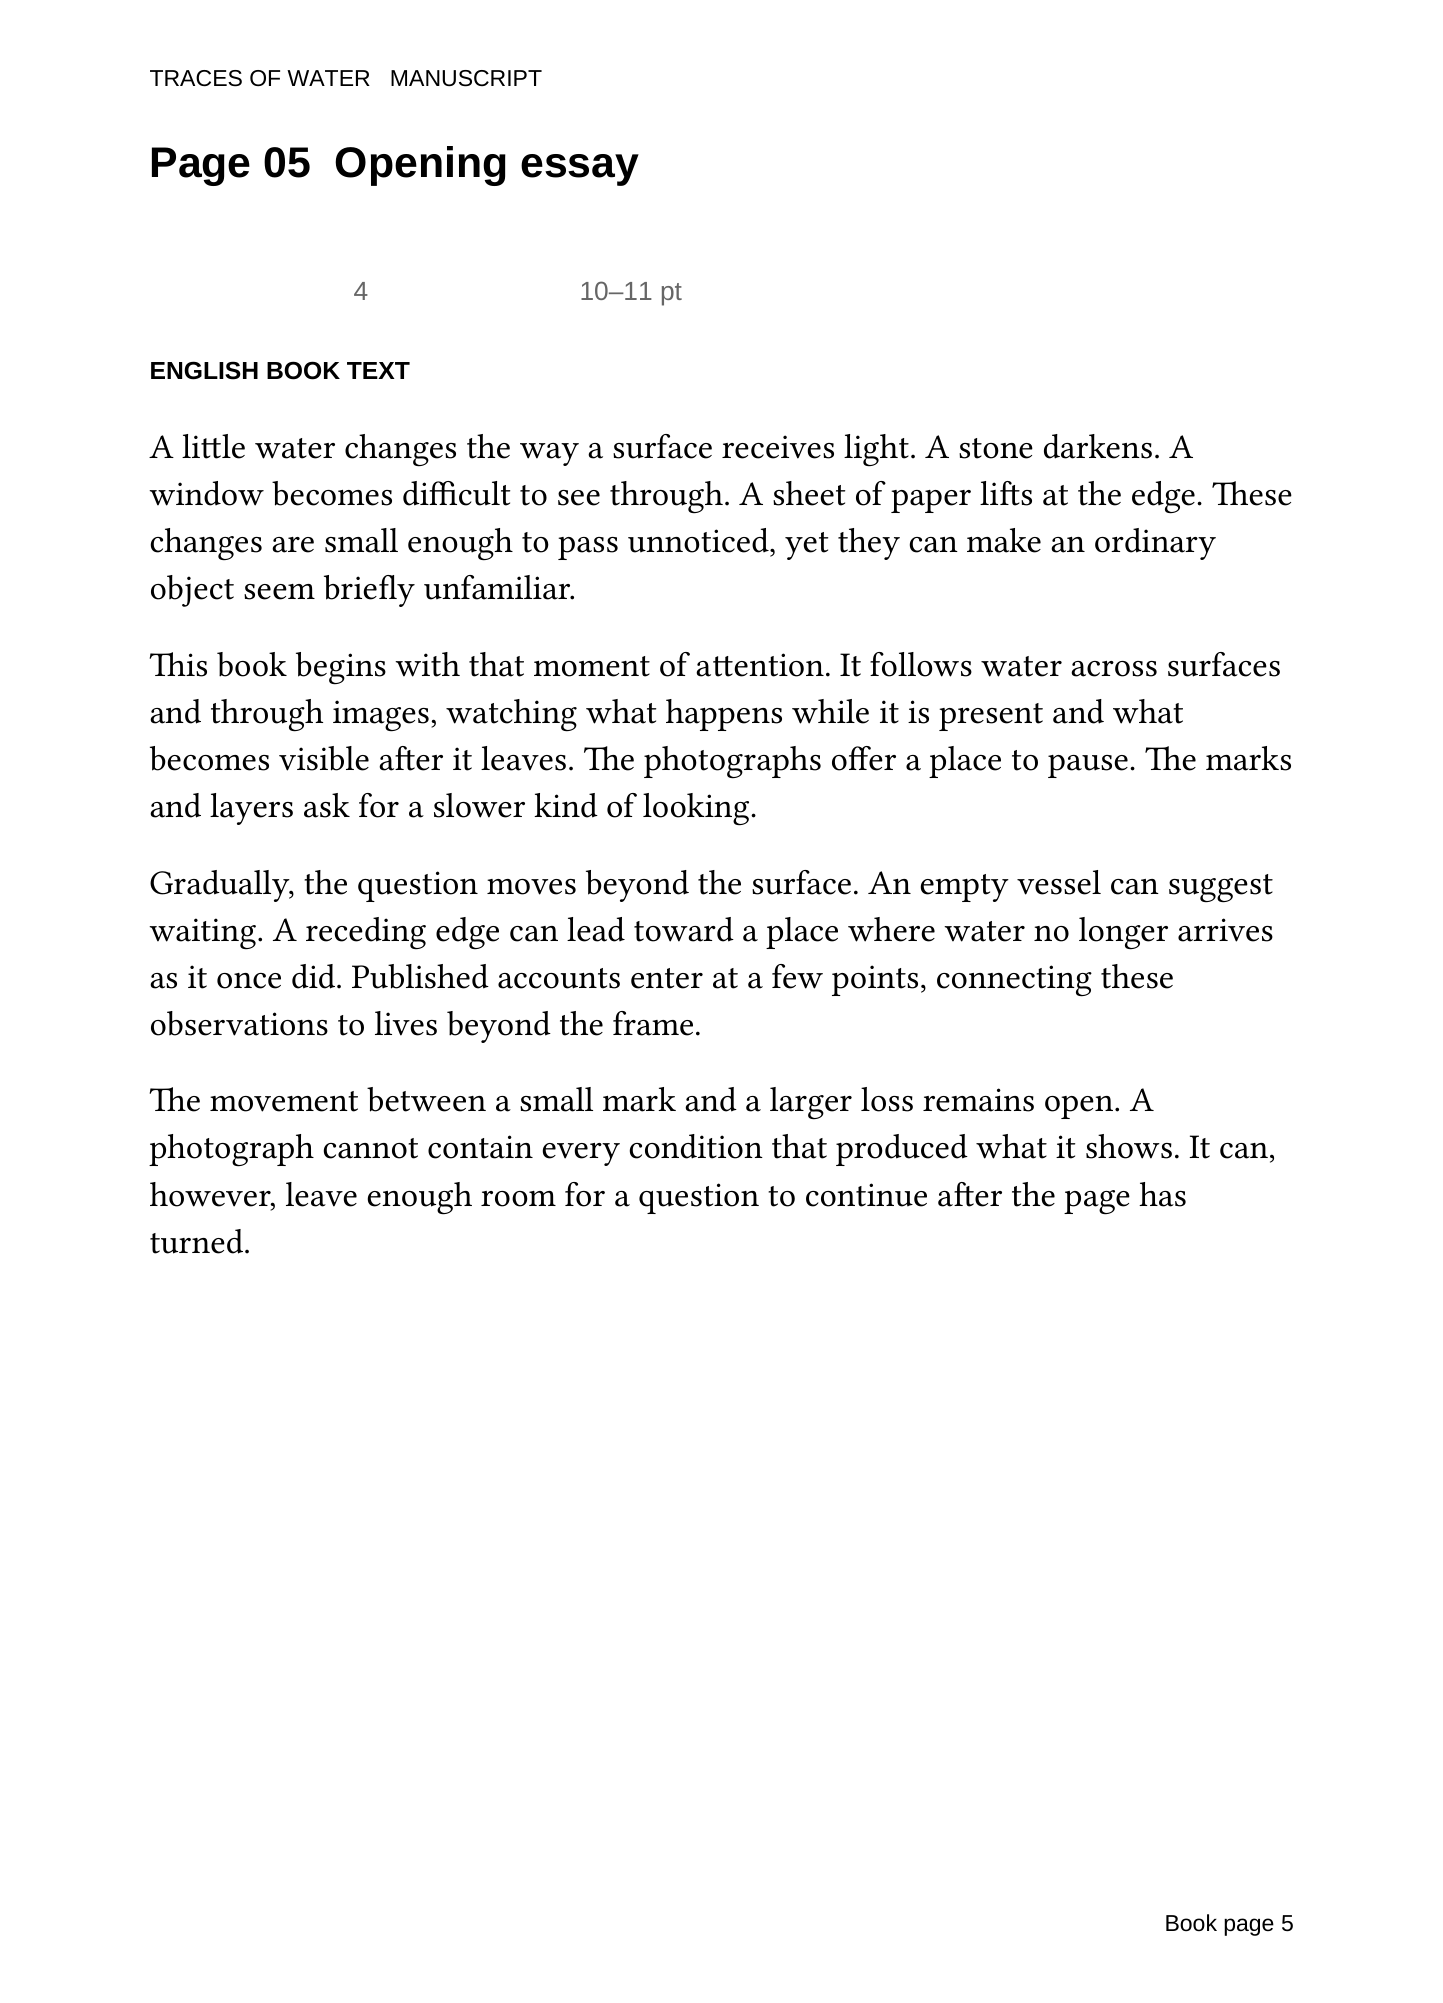 TRACES OF WATER MANUSCRIPT
Page 05 Opening essay
4 10–11 pt
ENGLISH BOOK TEXT
A little water changes the way a surface receives light. A stone darkens. A
window becomes difficult to see through. A sheet of paper lifts at the edge. These
changes are small enough to pass unnoticed, yet they can make an ordinary
object seem briefly unfamiliar.
This book begins with that moment of attention. It follows water across surfaces
and through images, watching what happens while it is present and what
becomes visible after it leaves. The photographs offer a place to pause. The marks
and layers ask for a slower kind of looking.
Gradually, the question moves beyond the surface. An empty vessel can suggest
waiting. A receding edge can lead toward a place where water no longer arrives
as it once did. Published accounts enter at a few points, connecting these
observations to lives beyond the frame.
The movement between a small mark and a larger loss remains open. A
photograph cannot contain every condition that produced what it shows. It can,
however, leave enough room for a question to continue after the page has
turned.
Book page 5